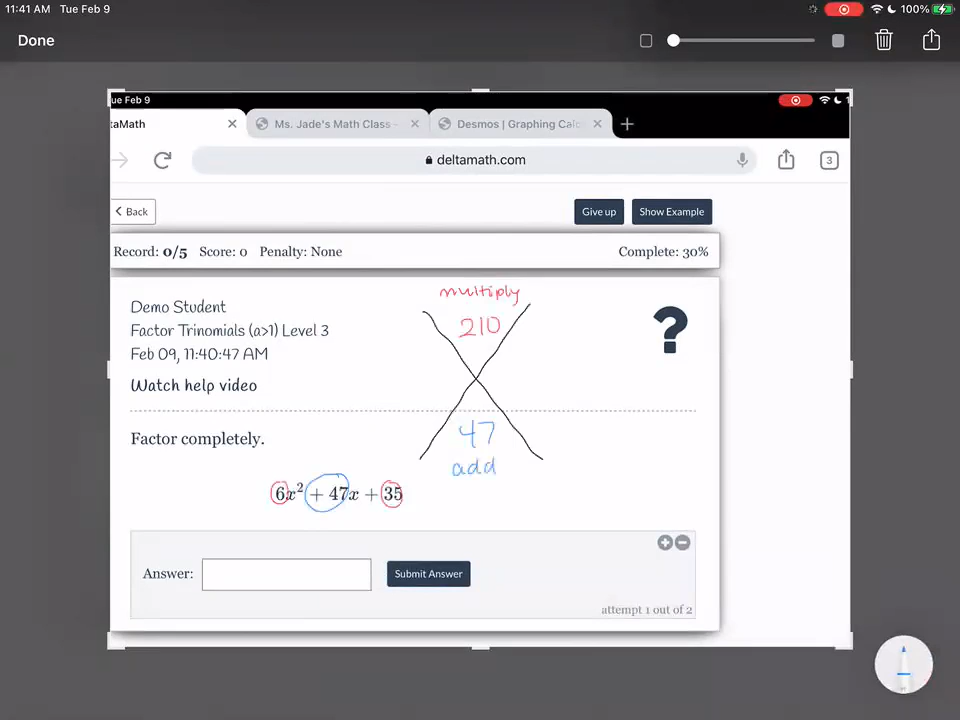 11:41 AM Tue Feb 9
100%
Done
ue Feb 9
taMath
Ms. Jade's Math Class -
Desmos | Graphing Calc
deltamath.com
3
Back
Give up
Show Example
Record: 0/5 Score: 0 Penalty: None
Complete: 30%
multiply
Demo Student
210
Factor Trinomials (a>1) Level 3
Feb 09, 11:40:47 AM
?
Watch help video
47
Factor completely.
add
6x² + 47x + 35
Answer:
Submit Answer
attempt 1 out of 2